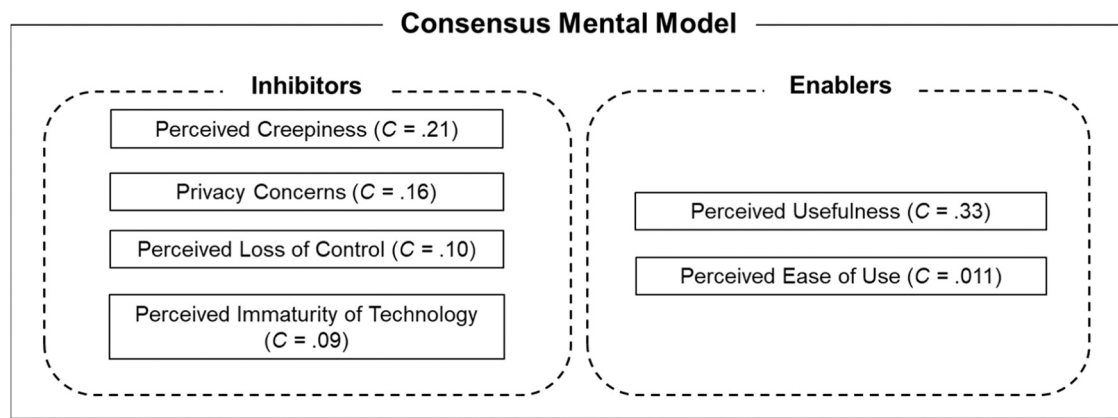 Consensus Mental Model
Inhibitors
Perceived Creepiness (C = .21)
Privacy Concerns (C = .16)
Perceived Loss of Control (C = .10)
Perceived Immaturity of Technology
(C = .09)
Enablers
Perceived Usefulness (C = .33)
Perceived Ease of Use (C = .011)